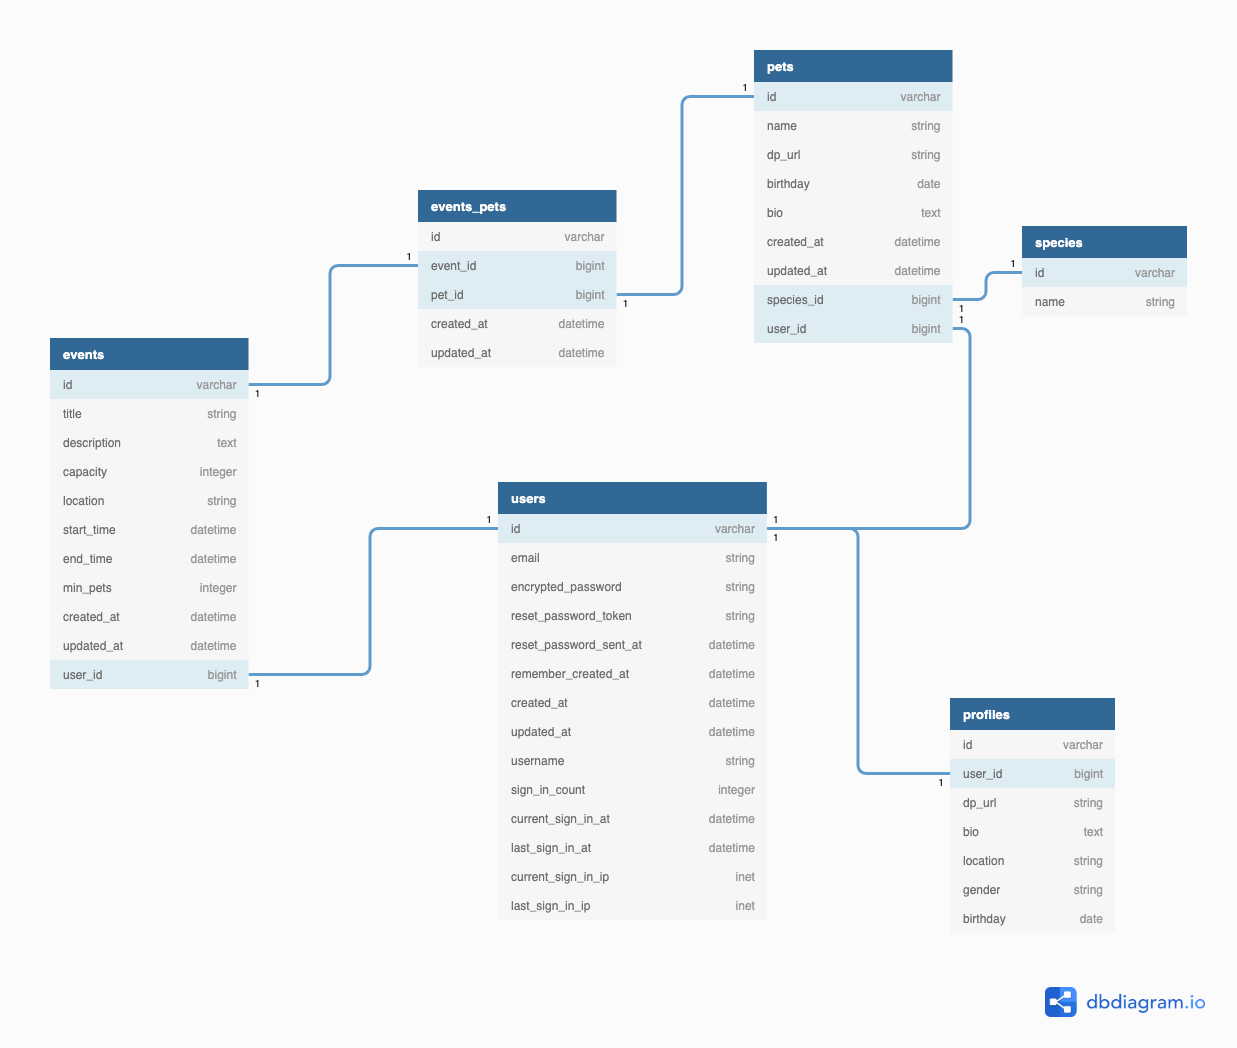 pets
id varchar
name string
dp_url string
birthday date
bio text
created_at datetime
updated_at datetime
species_id bigint
user_id bigint
1
1
1
events_pets
id varchar
event_id bigint
pet_id bigint
created_at datetime
updated_at datetime
1
1
species
id varchar
name string
1
events
id varchar
title string
description text
capacity integer
location string
start_time datetime
end_time datetime
min_pets integer
created_at datetime
updated_at datetime
user_id bigint
1
1
users
id varchar
email string
encrypted_password string
reset_password_token string
reset_password_sent_at datetime
remember_created_at datetime
created_at datetime
updated_at datetime
username string
sign_in_count integer
current_sign_in_at datetime
last_sign_in_at datetime
current_sign_in_ip inet
last_sign_in_ip inet
1
1
1
profiles
id varchar
user_id bigint
dp_url string
bio text
location string
gender string
birthday date
1
dbdiagram.io